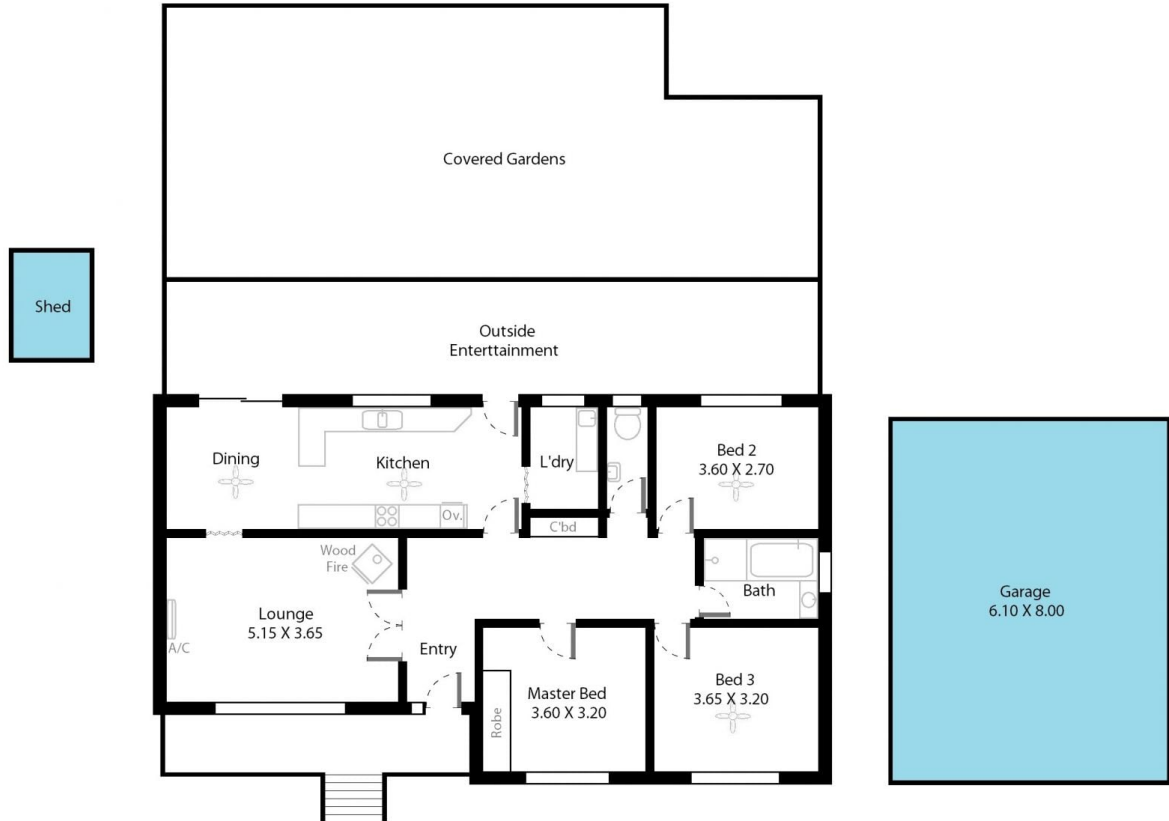 Covered Gardens
Shed
Outside
Enterttainment
Dining
Kitchen
Ov.
L'dry
C'bd
Bed 2
3.60 X 2.70
Wood
Fire
Lounge
5.15 X 3.65
A/C
Entry
Bath
Master Bed
3.60 X 3.20
Robe
Bed 3
3.65 X 3.20
Garage
6.10 X 8.00